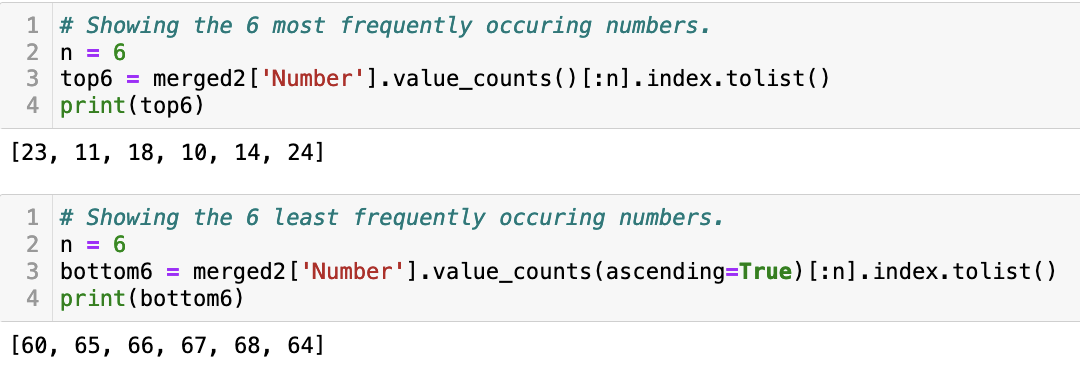 1 # Showing the 6 most frequently occuring numbers.
2 n = 6
3 top6 = merged2['Number'].value_counts()[:n].index.tolist()
4 print(top6)
[23, 11, 18, 10, 14, 24]
1 # Showing the 6 least frequently occuring numbers.
2 n = 6
3 bottom6 = merged2['Number'].value_counts(ascending=True)[:n].index.tolist()
4 print(bottom6)
[60, 65, 66, 67, 68, 64]